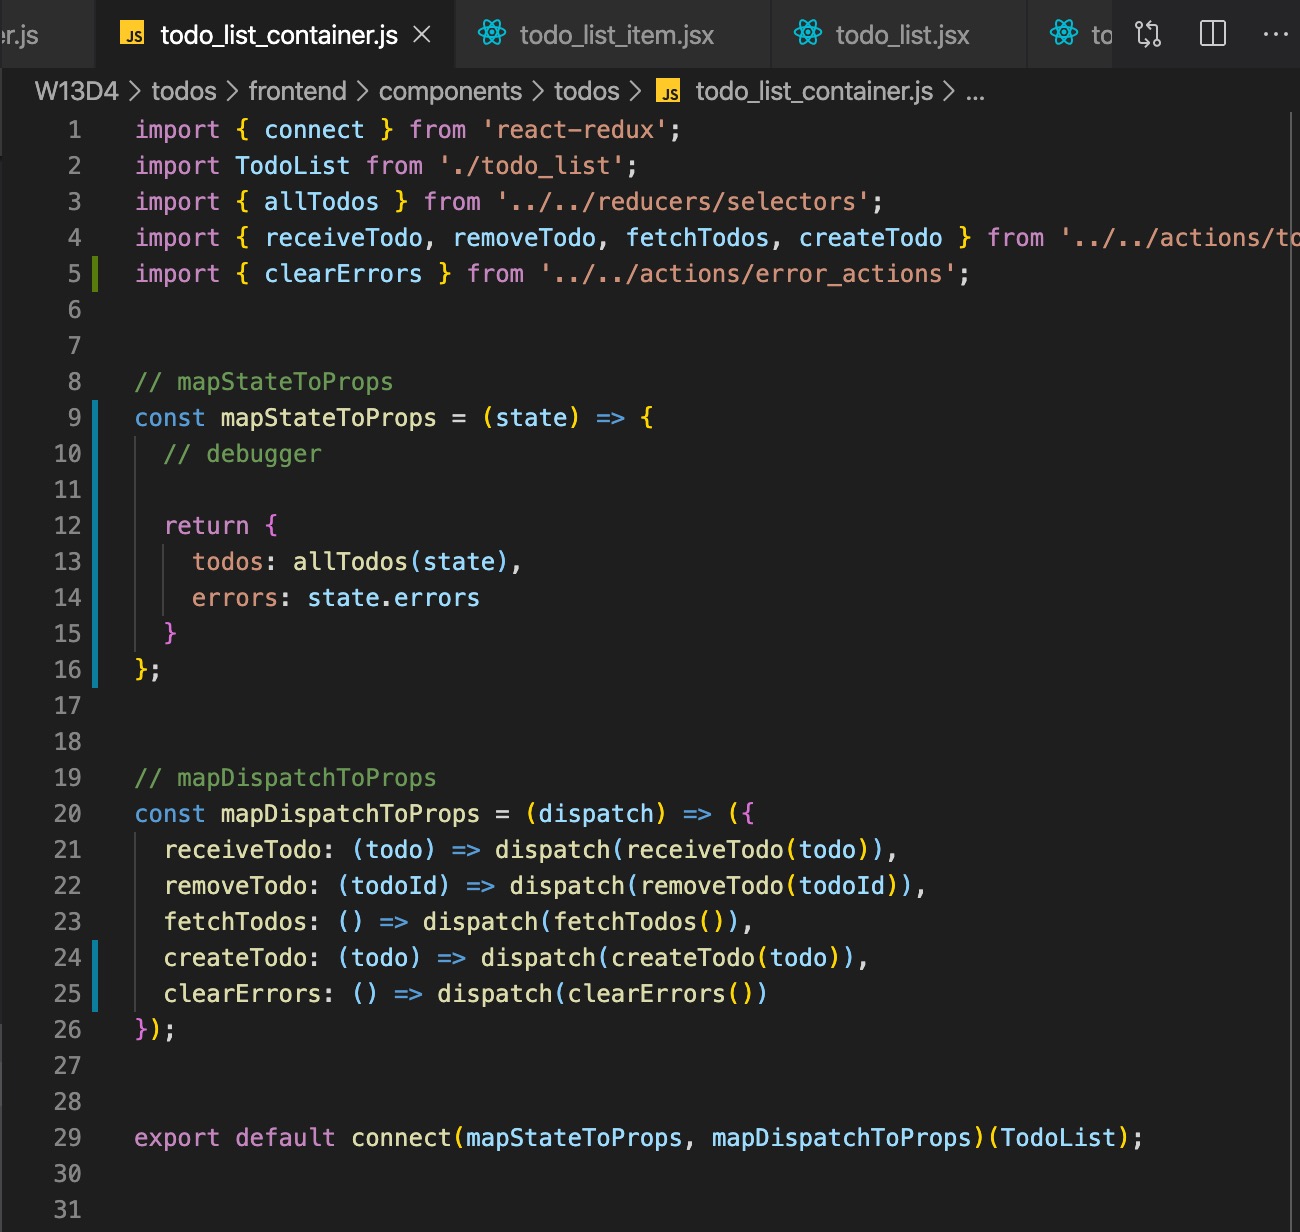 er.js
JS todo_list_container.js
todo_list_item.jsx
todo_list.jsx
to
W13D4 > todos > frontend > components > todos > JS todo_list_container.js > ...
1 import { connect } from 'react-redux';
2 import TodoList from './todo_list';
3 import { allTodos } from '../../reducers/selectors';
4 import { receiveTodo, removeTodo, fetchTodos, createTodo } from '../../actions/to
5 import { clearErrors } from '../../actions/error_actions';
6
7
8 // mapStateToProps
9 const mapStateToProps = (state) => {
10   // debugger
11
12   return {
13     todos: allTodos(state),
14     errors: state.errors
15   }
16 };
17
18
19 // mapDispatchToProps
20 const mapDispatchToProps = (dispatch) => ({
21   receiveTodo: (todo) => dispatch(receiveTodo(todo)),
22   removeTodo: (todoId) => dispatch(removeTodo(todoId)),
23   fetchTodos: () => dispatch(fetchTodos()),
24   createTodo: (todo) => dispatch(createTodo(todo)),
25   clearErrors: () => dispatch(clearErrors())
26 });
27
28
29 export default connect(mapStateToProps, mapDispatchToProps)(TodoList);
30
31